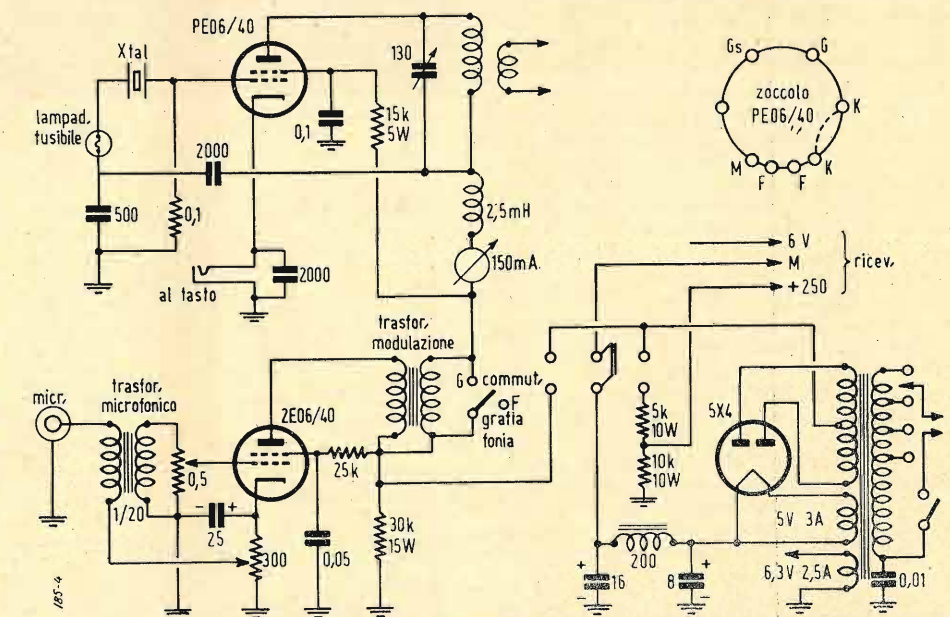 PE06/40
Xtal
130
lampad.
fusibile
0,1
15k
5W
2000
500
0,1
2,5mH
150mA.
al tasto
2000
Gs
G
zoccolo
PE06/40
K
M
F
F
K
6 V
M
+250
ricev.
trasfor.
modulazione
G
commut.
F
grafia
fonia
micr.
trasfor.
microfonico
2E06/40
0,5
25k
1/20
25
300
0,05
30k
15W
5k
10W
10k
10W
5X4
5V 3A
200
16
8
6,3V 2,5A
0,01
185-4